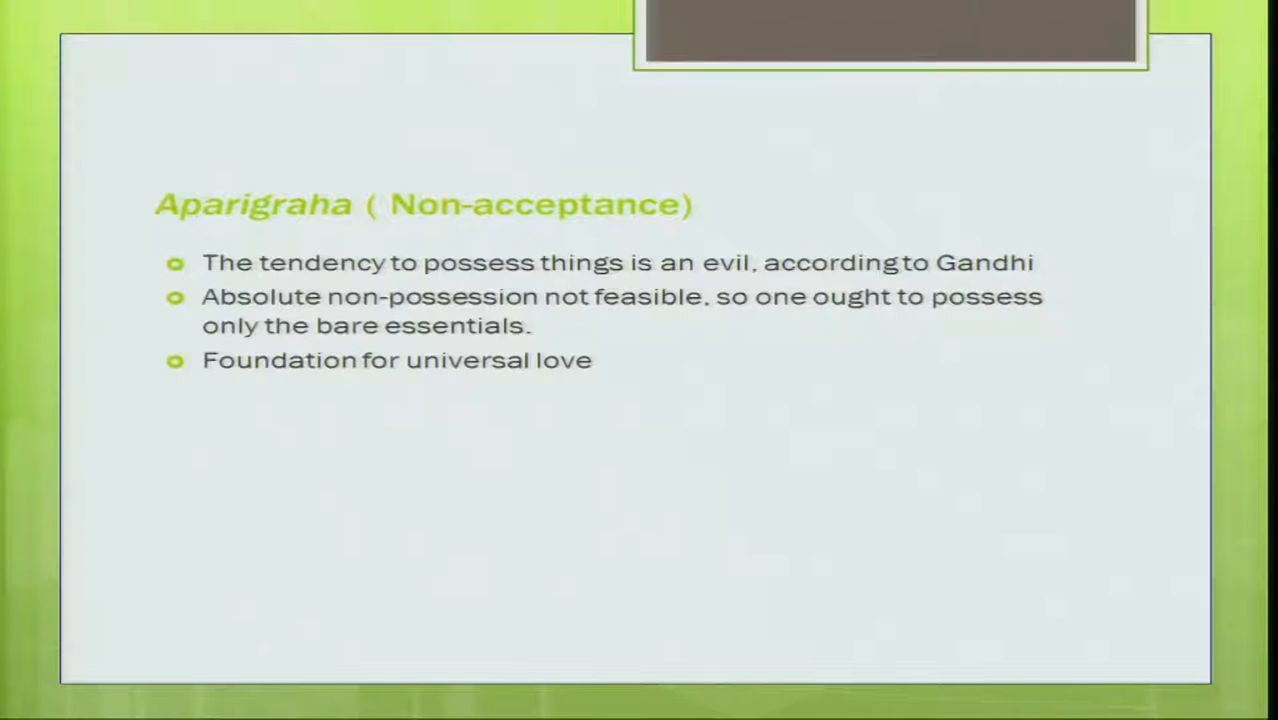 Aparigraha ( Non-acceptance)
The tendency to possess things is an evil, according to Gandhi
Absolute non-possession not feasible, so one ought to possess
only the bare essentials.
Foundation for universal love